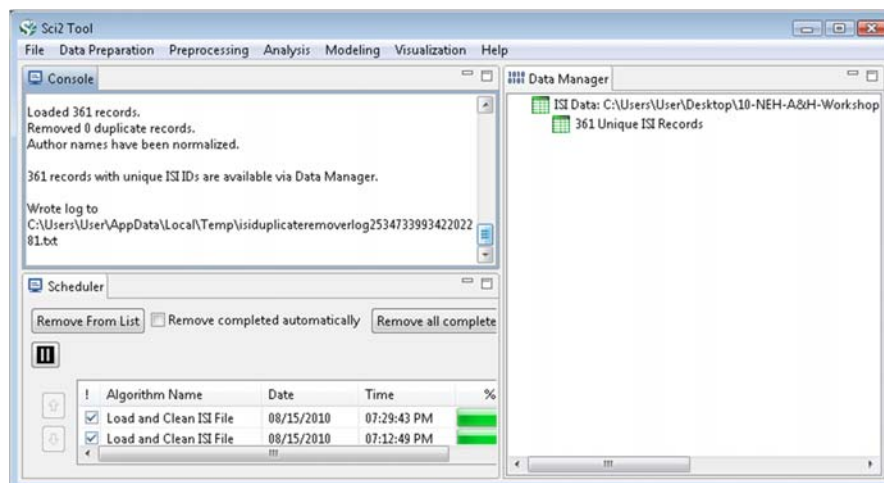 Sci2 Tool
File Data Preparation Preprocessing Analysis Modeling Visualization Help
Console
Loaded 361 records.
Removed 0 duplicate records.
Author names have been normalized.
361 records with unique ISI IDs are available via Data Manager.
Wrote log to
C:\Users\User\AppData\Local\Temp\isiduplicateremoverlog2534733993422022
81.txt
Scheduler
Remove From List Remove completed automatically Remove all complete
! Algorithm Name Date Time %
Load and Clean ISI File 08/15/2010 07:29:43 PM
Load and Clean ISI File 08/15/2010 07:12:49 PM
Data Manager
ISI Data: C:\Users\User\Desktop\10-NEH-A&H-Workshop
361 Unique ISI Records